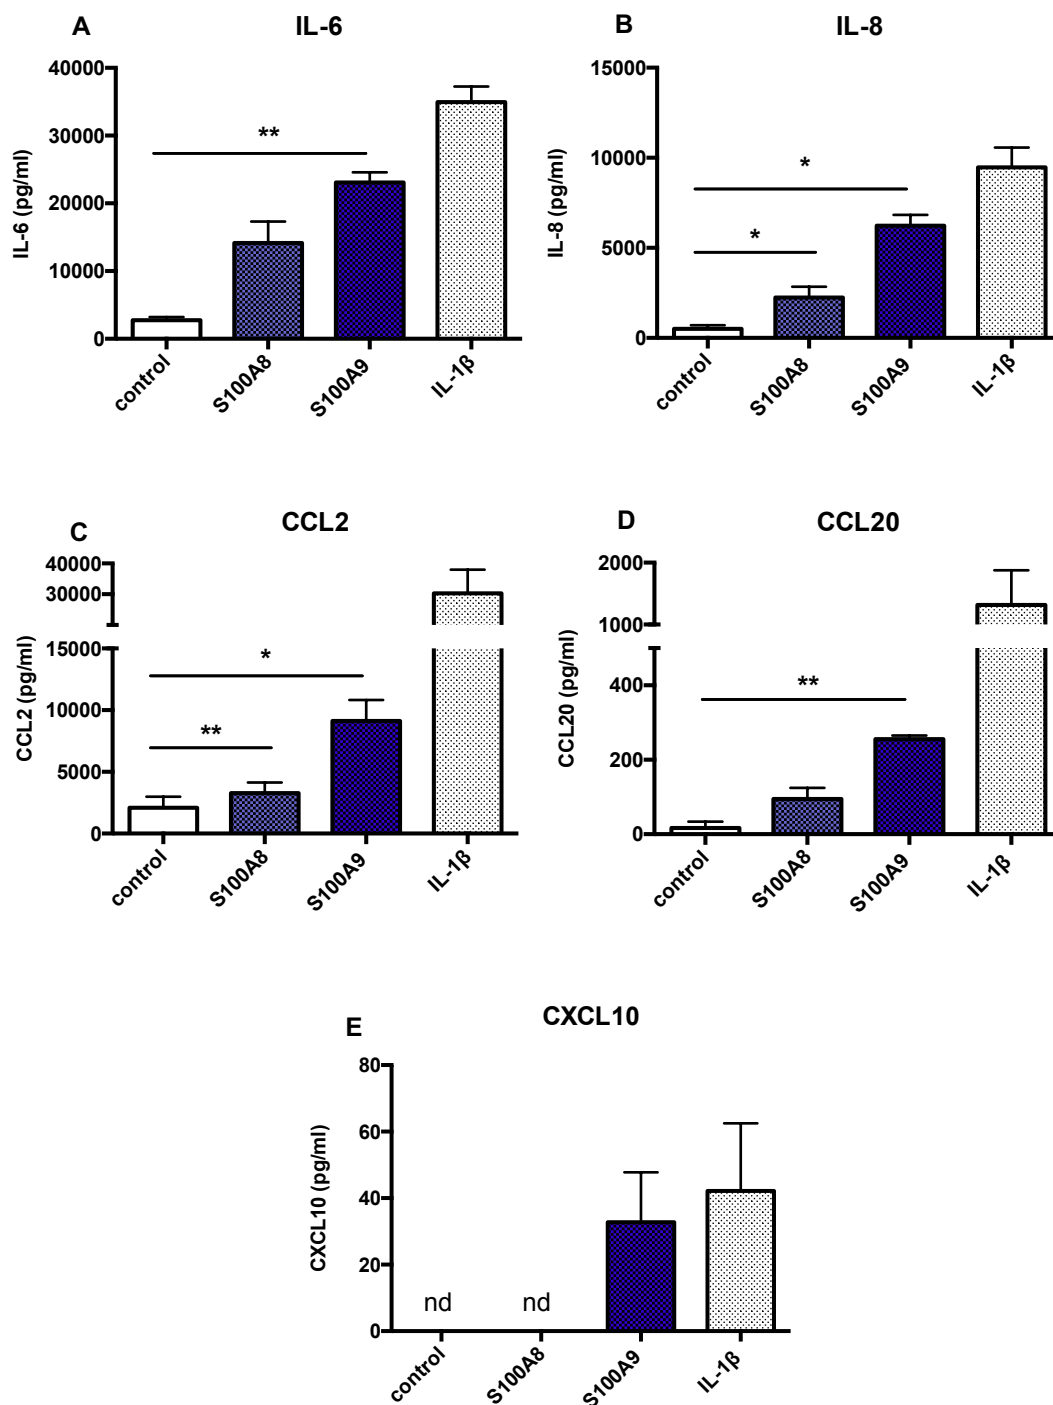 A
IL-6
IL-6 (pg/ml)
40000
30000
20000
10000
0
**
control
S100A8
S100A9
IL-1β
B
IL-8
IL-8 (pg/ml)
15000
10000
5000
0
*
*
control
S100A8
S100A9
IL-1β
C
CCL2
CCL2 (pg/ml)
40000
30000
15000
10000
5000
0
*
**
control
S100A8
S100A9
IL-1β
D
CCL20
CCL20 (pg/ml)
2000
1000
400
200
0
**
control
S100A8
S100A9
IL-1β
E
CXCL10
CXCL10 (pg/ml)
80
60
40
20
0
nd
nd
control
S100A8
S100A9
IL-1β